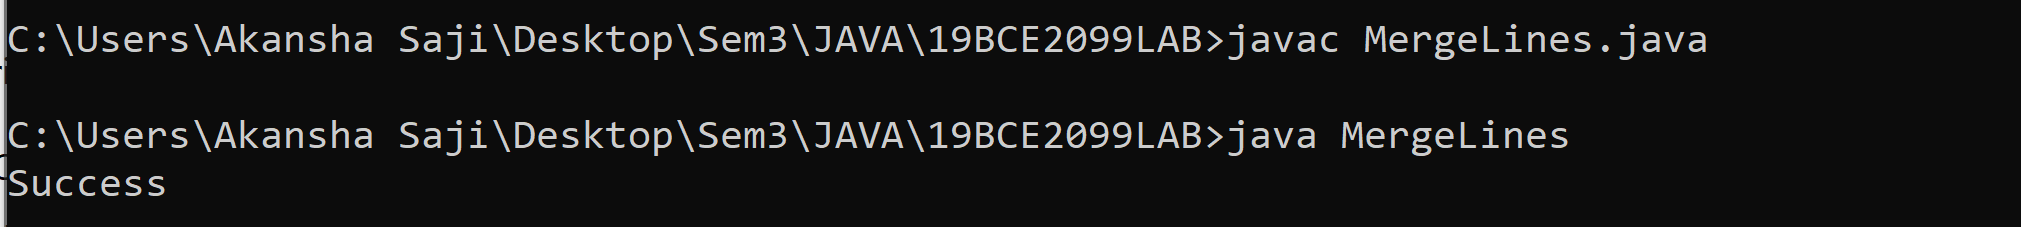 C:\Users\Akansha Saji\Desktop\Sem3\JAVA\19BCE2099LAB>javac MergeLines.java
C:\Users\Akansha Saji\Desktop\Sem3\JAVA\19BCE2099LAB>java MergeLines
Success